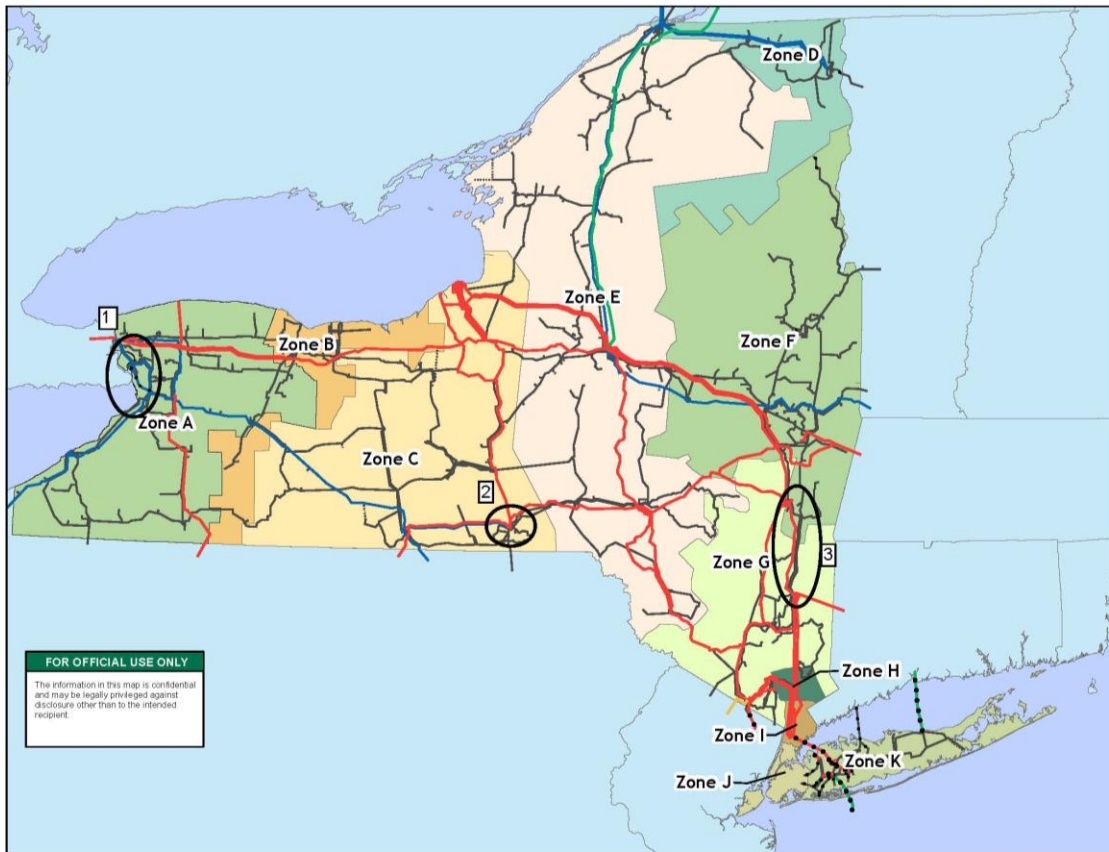 Zone D
1
Zone E
Zone B
Zone F
Zone A
Zone C
2
Zone G
3
FOR OFFICIAL USE ONLY
The information in this map is confidential
and may be legally privileged against
disclosure other than to the intended
recipient.
Zone H
Zone I
Zone K
Zone J